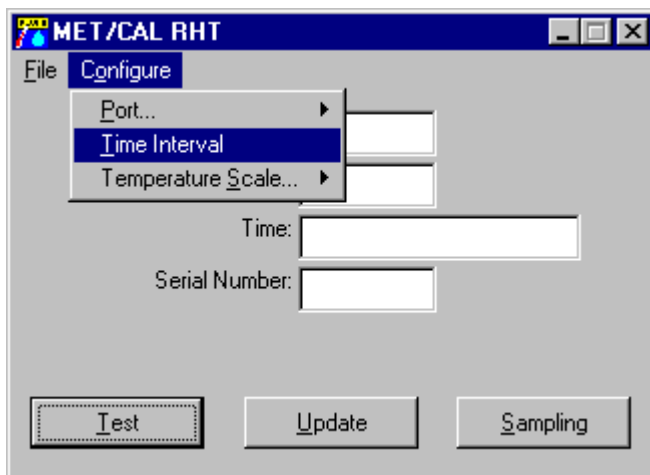 MET/CAL RHT
File Configure
Port...
Time Interval
Temperature Scale...
Time:
Serial Number:
Test Update Sampling